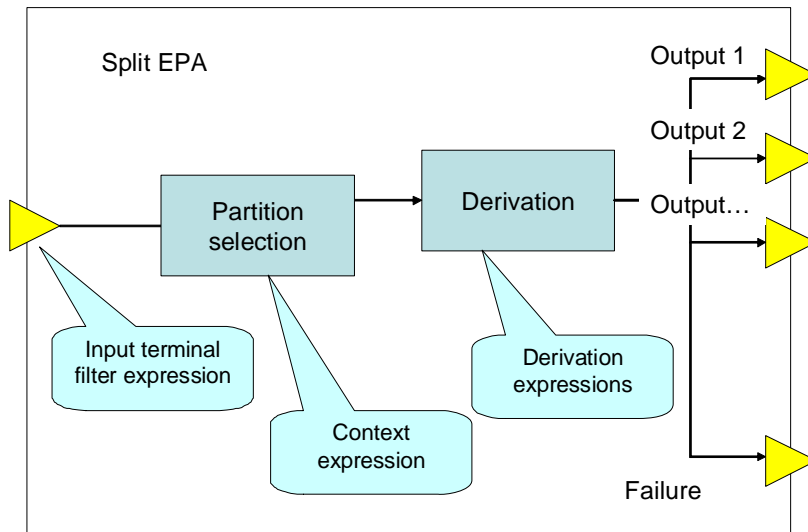 Split EPA
Output 1
Output 2
Output…
Partition
selection
Derivation
Input terminal
filter expression
Derivation
expressions
Context
expression
Failure